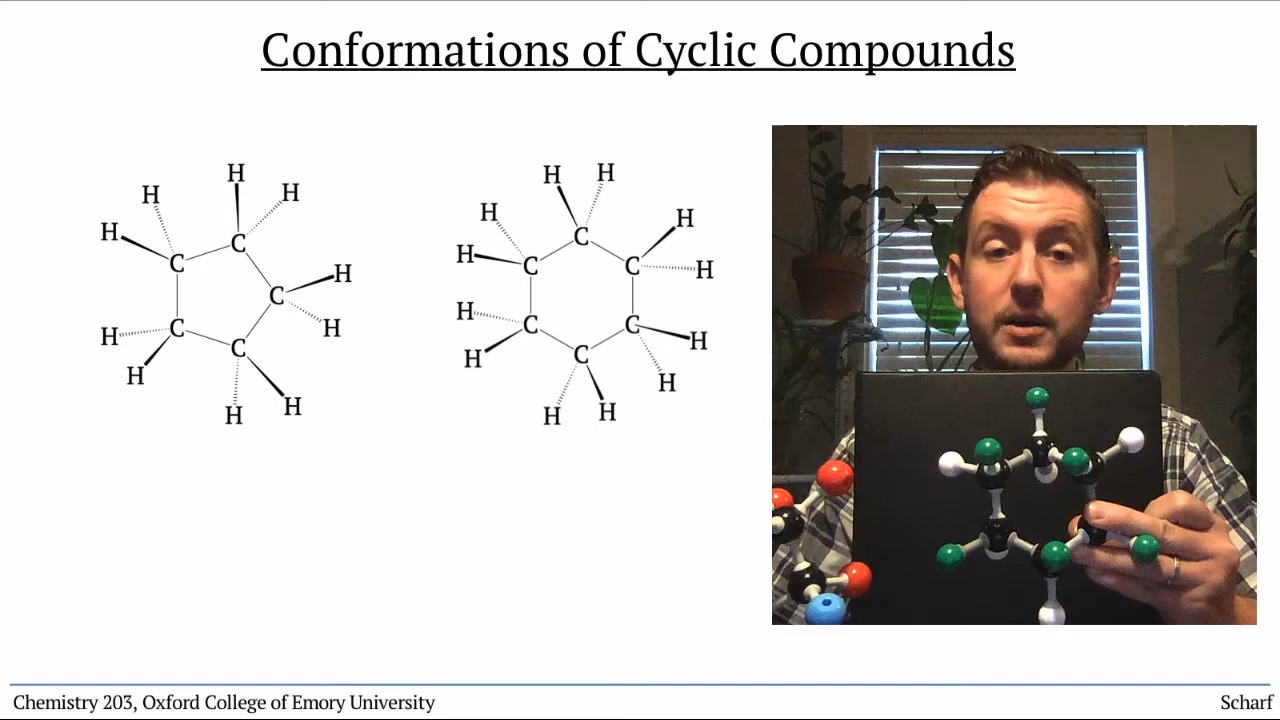 Conformations of Cyclic Compounds
H
H H
H C
C H
C
H C H
H C
H H
H H
H H
C
H C C H
H C C H
H C
H
H H
Chemistry 203, Oxford College of Emory University
Scharf